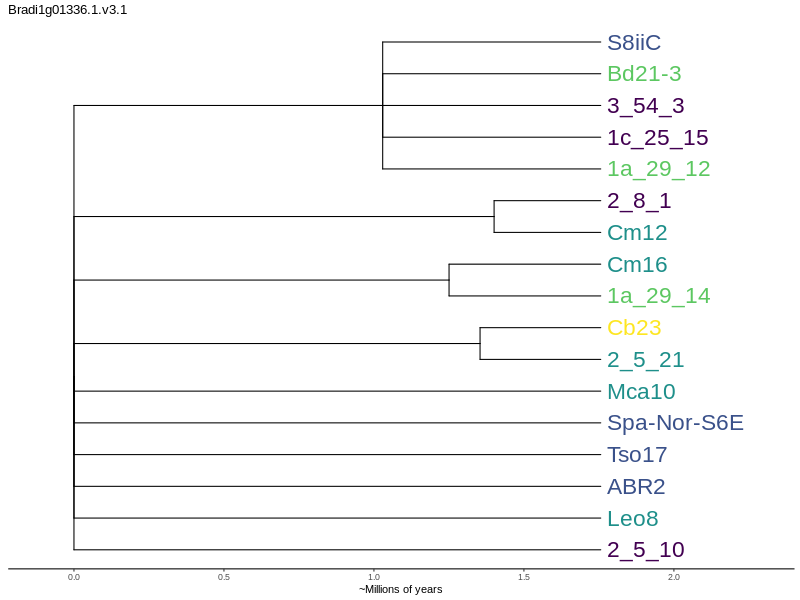 Bradi1g01336.1.v3.1
S8iiC
Bd21-3
3_54_3
1c_25_15
1a_29_12
2_8_1
Cm12
Cm16
1a_29_14
Cb23
2_5_21
Mca10
Spa-Nor-S6E
Tso17
ABR2
Leo8
2_5_10
0.0 0.5 1.0 1.5 2.0
~Millions of years